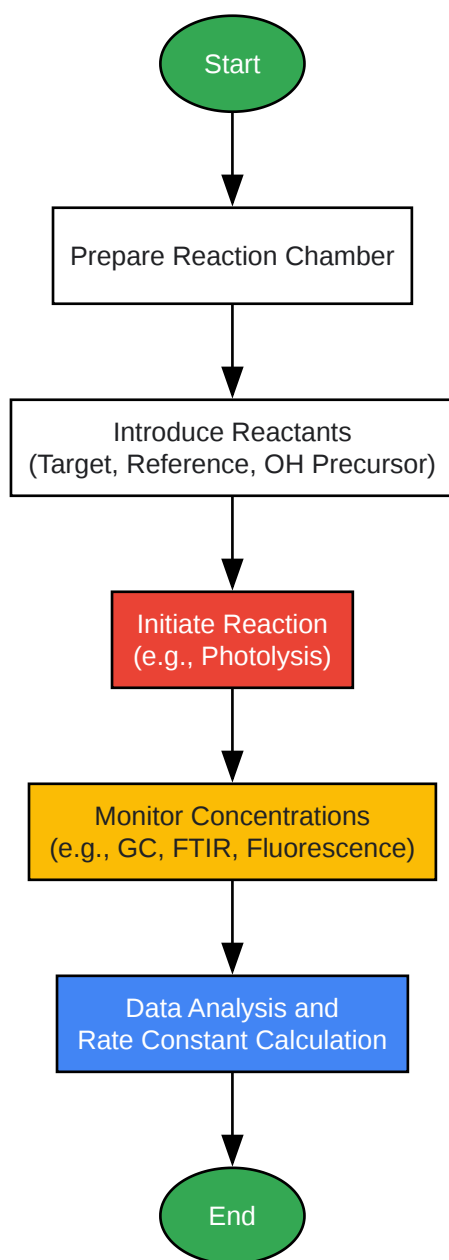 Start
Prepare Reaction Chamber
Introduce Reactants
(Target, Reference, OH Precursor)
Initiate Reaction
(e.g., Photolysis)
Monitor Concentrations
(e.g., GC, FTIR, Fluorescence)
Data Analysis and
Rate Constant Calculation
End